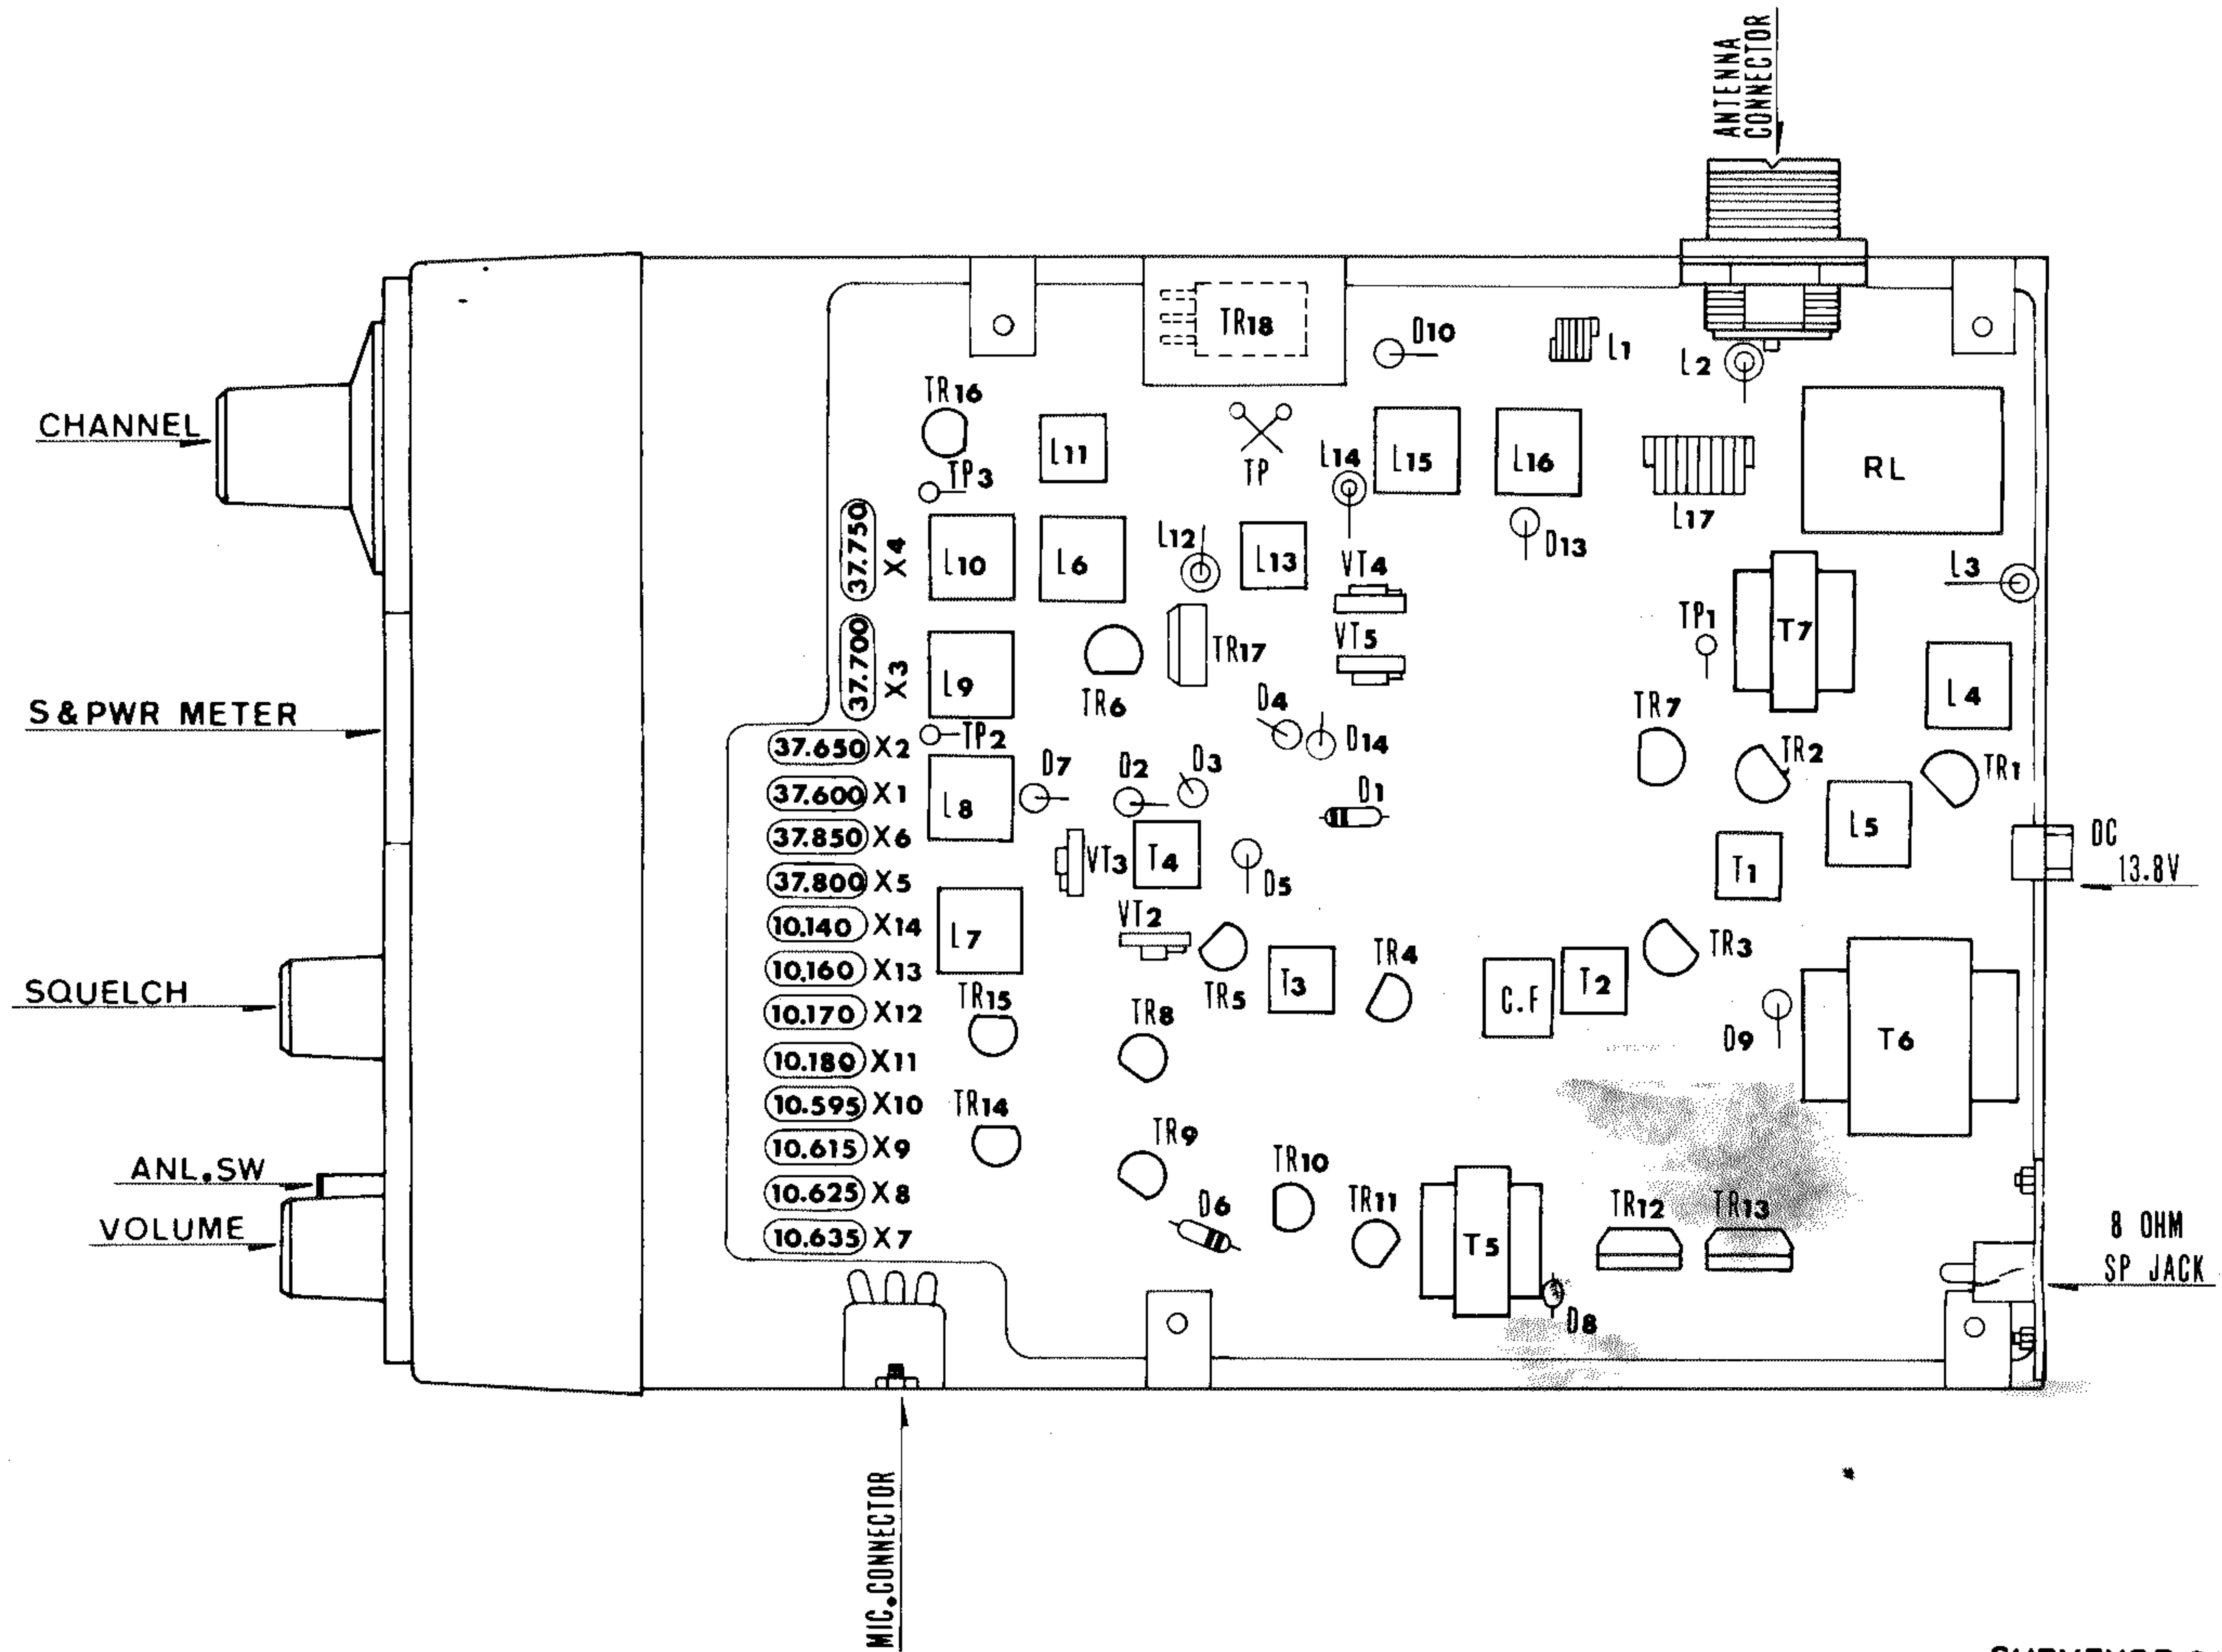 ANTENNA
CONNECTOR
TR18
D10
L1
L2
TR16
CHANNEL
L11
TP
L14
L15
L16
RL
TP3
L17
37.750
X4
L10
L6
L12
L13
VT4
D13
L3
TP1
T7
37.700
X3
L9
TR6
TR17
VT5
L4
S&PWR METER
D4
TR7
37.650 X2
TP2
D14
TR2
TR1
37.600 X1
L8
D7
D2
D3
D1
37.850 X6
L5
DC
13.8V
VT3
T4
D5
T1
37.800 X5
10.140 X14
L7
VT2
TR3
10.160 X13
SQUELCH
TR15
TR5
T3
TR4
C.F
T2
10.170 X12
TR8
D9
T6
10.180 X11
10.595 X10
TR14
10.615 X9
TR9
ANL.SW
TR10
10.625 X8
D6
TR11
TR12
TR13
VOLUME
10.635 X7
T5
8 OHM
SP JACK
D8
MIC.CONNECTOR